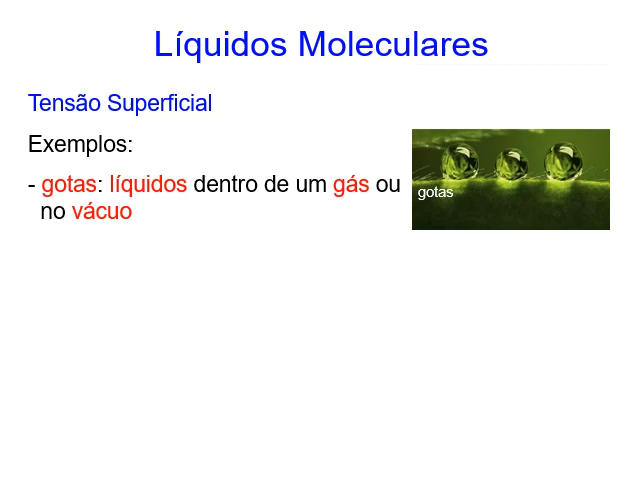 Líquidos Moleculares
Tensão Superficial
Exemplos:
- gotas: líquidos dentro de um gás ou
no vácuo
gotas